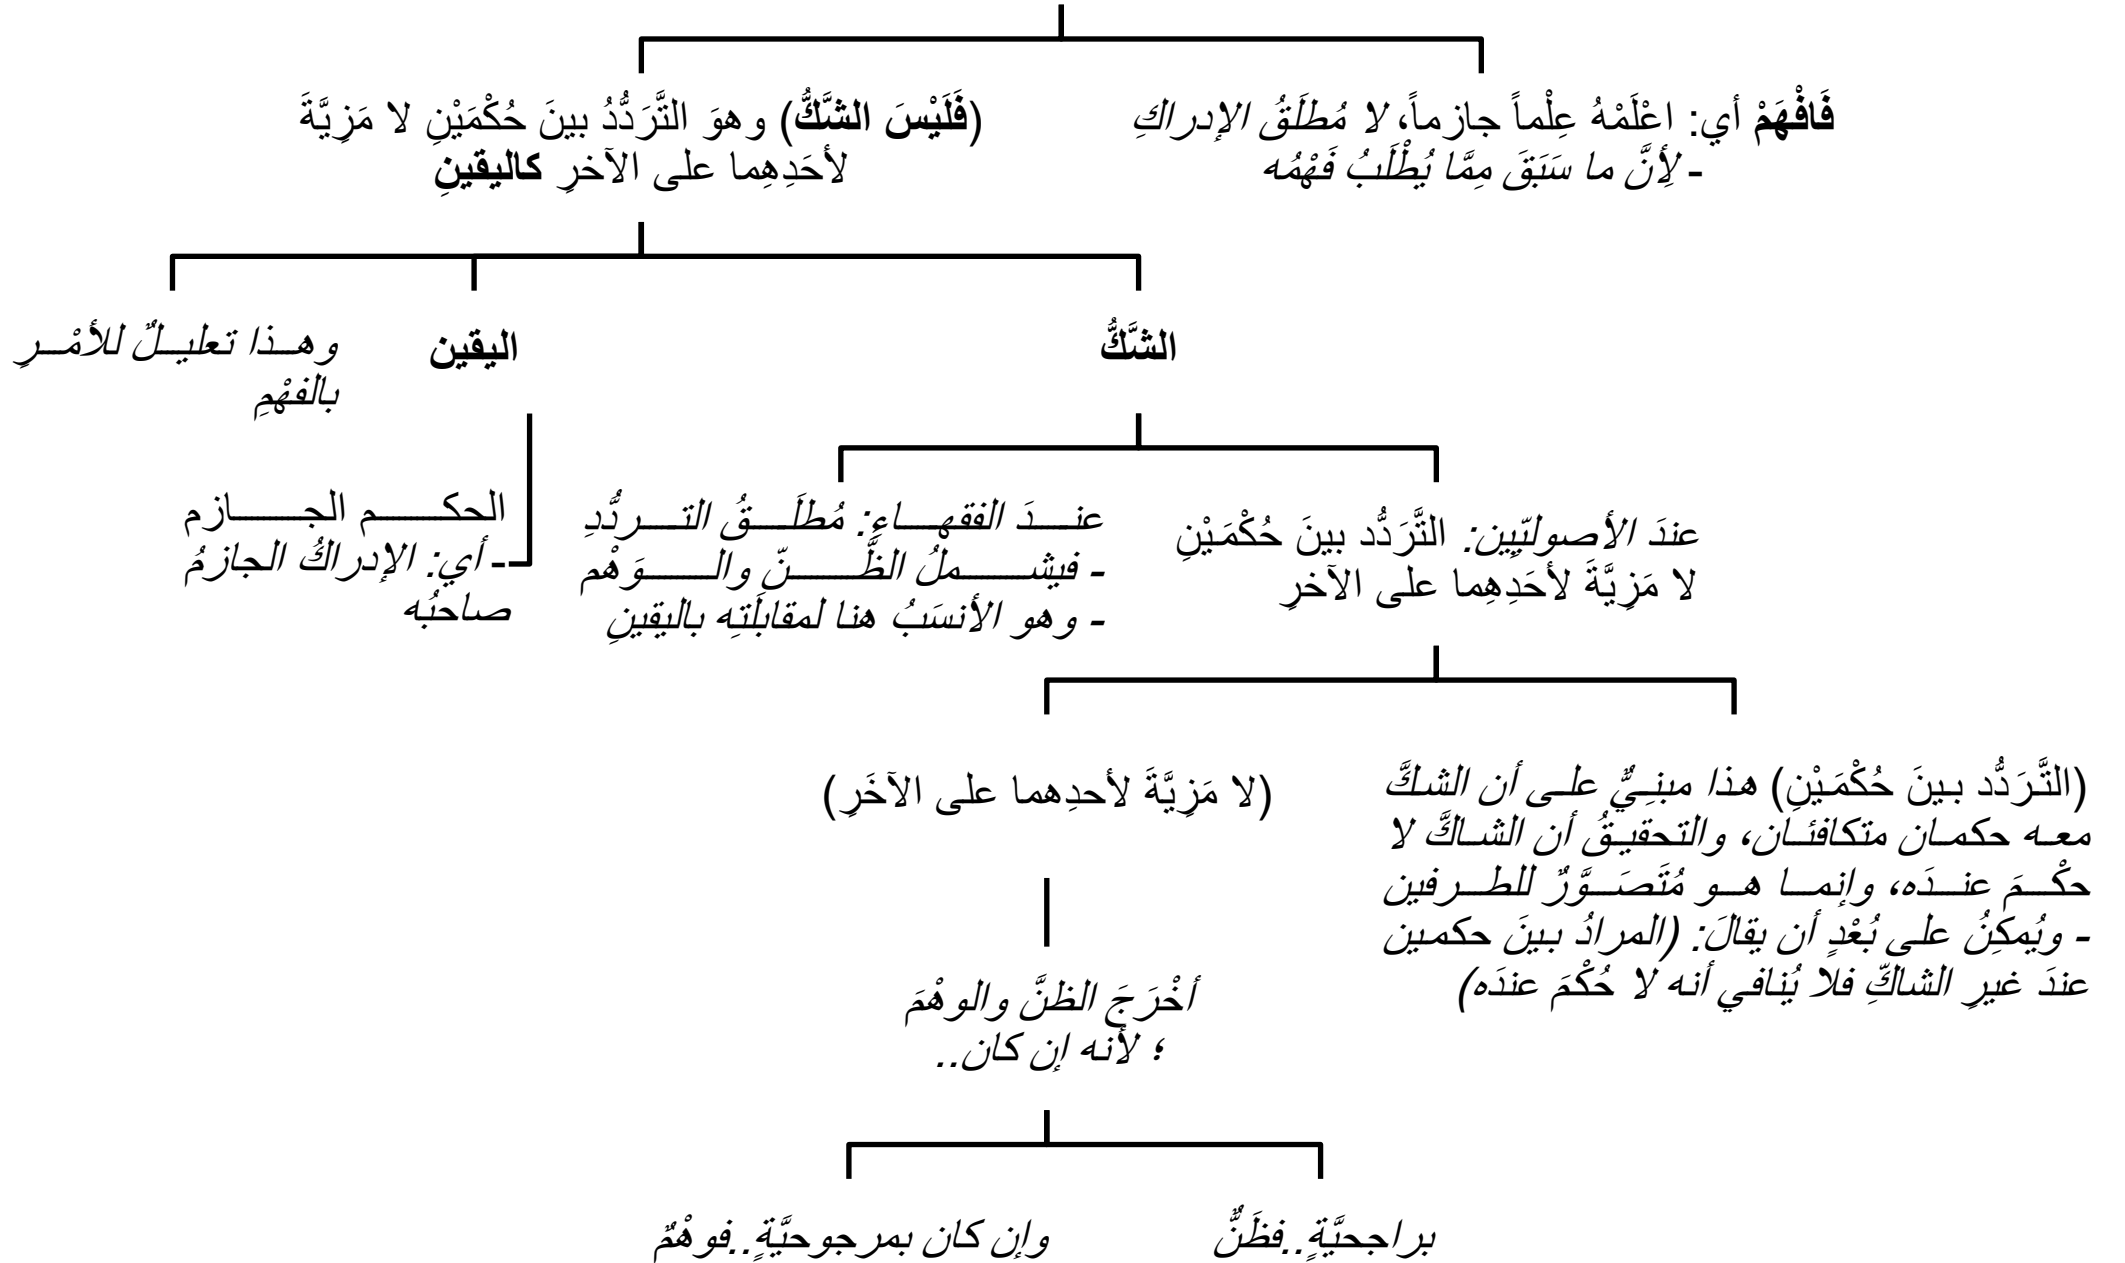 فَافْهَمْ أي: اعْلَمْهُ عِلْماً جازماً، لا مُطلَقُ الإدراكِ
- لِأنَّ ما سَبَقَ مِمَّا يُطْلَبُ فَهْمُه
(فَلَيْسَ الشَّكُّ) وهوَ التَّرَدُّدُ بينَ حُكْمَيْنِ لا مَزِيَّةَ
لأحَدِهِما على الآخرِ كاليقينِ
الشَّكُّ
اليقين
وهذا تعليلٌ للأمْرِ
بالفهْمِ
عندَ الأصوليّين: التَّرَدُّد بينَ حُكْمَيْنِ
لا مَزِيَّةَ لأحَدِهِما على الآخرِ
عندَ الفقهاءِ: مُطلَقُ التردُّدِ
- فيشملُ الظَّنّ والوَهْم
- وهو الأنسَبُ هنا لمقابلَتِه باليقينِ
الحكم الجازم
- أي: الإدراكُ الجازمُ
صاحبُه
(التَّرَدُّد بينَ حُكْمَيْنِ) هذا مبنِيٌّ على أن الشكَّ
معه حكمان متكافئان، والتحقيقُ أن الشاكَّ لا
حكْمَ عندَه، وإنما هو مُتَصَوَّرٌ للطرفين
- ويُمكِنُ على بُعْدٍ أن يقالَ: (المرادُ بينَ حكمين
عندَ غيرِ الشاكِّ فلا يُنافي أنه لا حُكْمَ عندَه)
(لا مَزِيَّةَ لأحدِهما على الآخَرِ)
أخْرَجَ الظنَّ والوهْمَ
؛ لأنه إن كان..
براجحيَّةٍ..فظَنٌّ
وإن كان بمرجوحيَّةٍ..فوهْمٌ